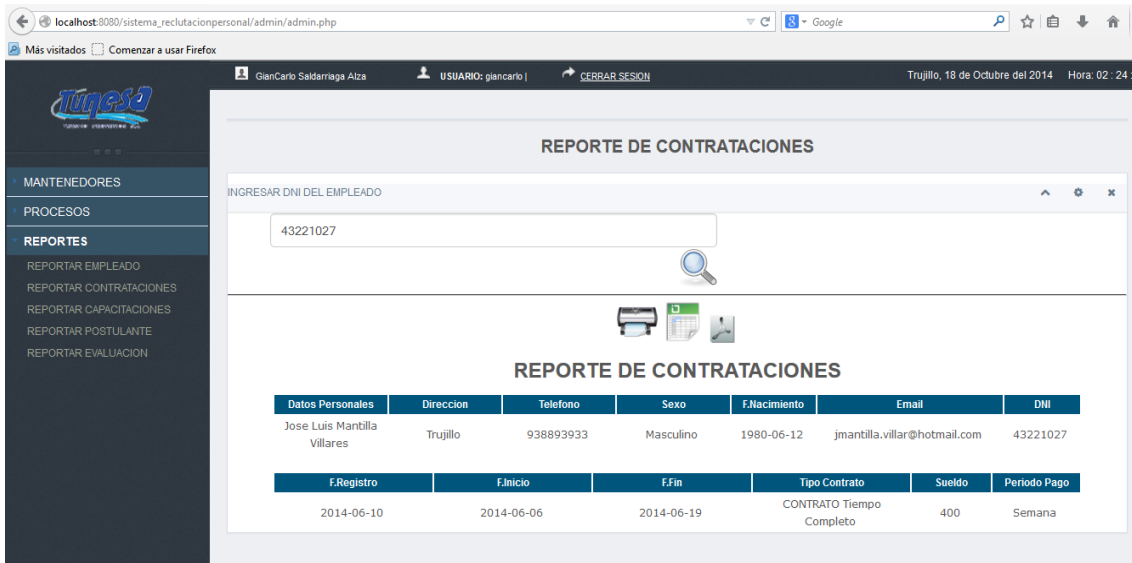 localhost:8080/sistema_reclutacionpersonal/admin/admin.php
Google
Más visitados Comenzar a usar Firefox
GianCarlo Saldarriaga Alza USUARIO: giancarlo | CERRAR SESION Trujillo, 18 de Octubre del 2014 Hora: 02 : 24 :
Tunesa
REPORTE DE CONTRATACIONES
MANTENEDORES
PROCESOS
REPORTES
REPORTAR EMPLEADO
REPORTAR CONTRATACIONES
REPORTAR CAPACITACIONES
REPORTAR POSTULANTE
REPORTAR EVALUACION
INGRESAR DNI DEL EMPLEADO
43221027
REPORTE DE CONTRATACIONES
Datos Personales Direccion Telefono Sexo F.Nacimiento Email DNI
Jose Luis Mantilla Villares Trujillo 938893933 Masculino 1980-06-12 jmantilla.villar@hotmail.com 43221027
F.Registro F.Inicio F.Fin Tipo Contrato Sueldo Periodo Pago
2014-06-10 2014-06-06 2014-06-19 CONTRATO Tiempo Completo 400 Semana